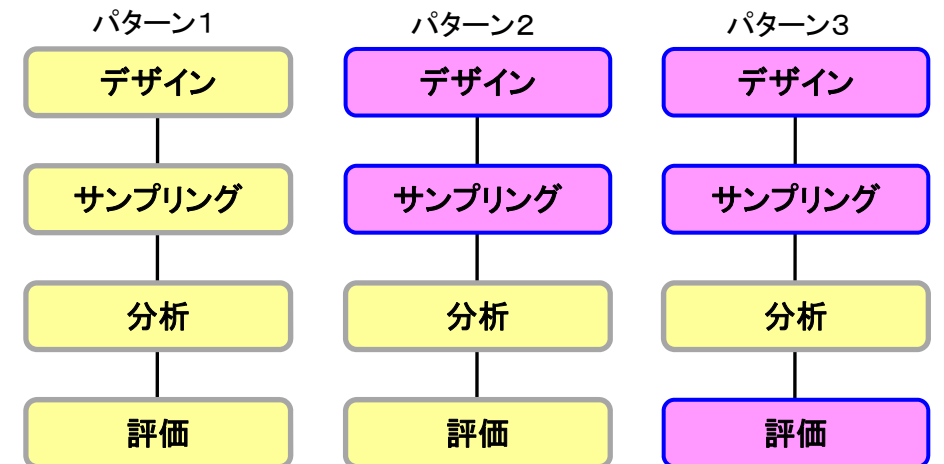 パターン1
パターン2
パターン3
デザイン
デザイン
デザイン
サンプリング
サンプリング
サンプリング
分析
分析
分析
評価
評価
評価